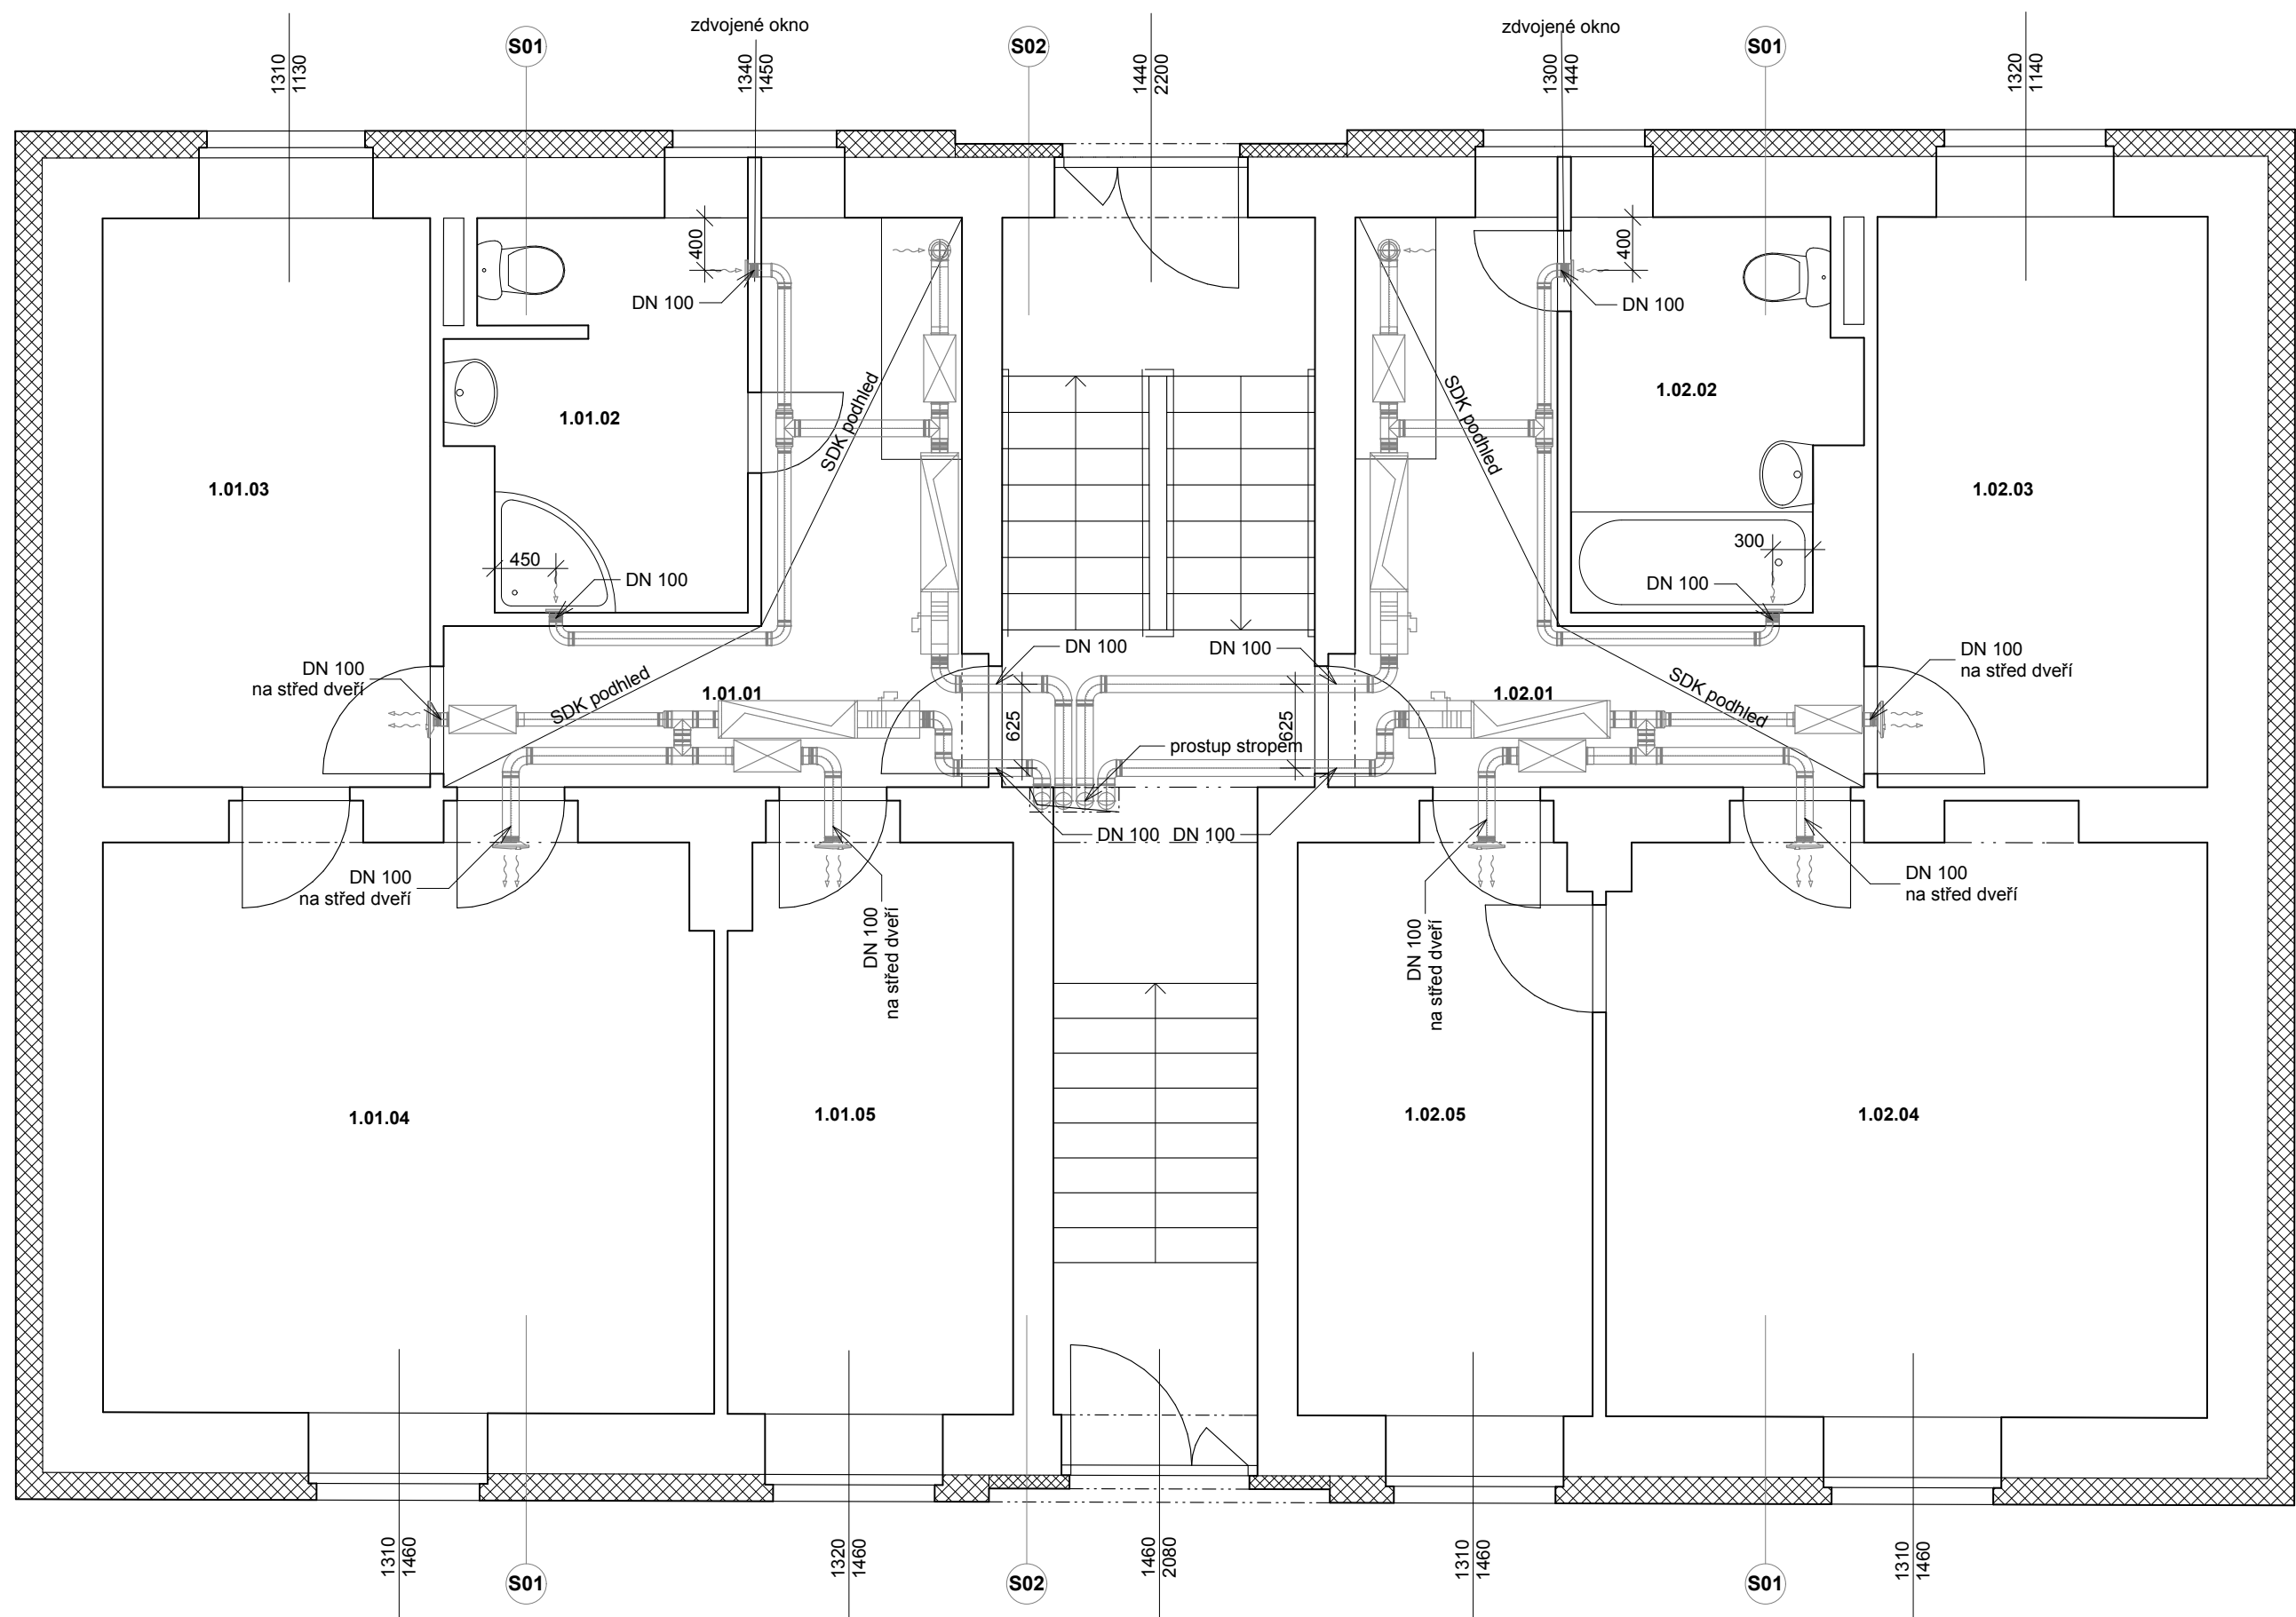 zdvojené okno
zdvojené okno
S01
S02
S01
1310
1130
1340
1450
1440
2200
1300
1440
1320
1140
400
400
DN 100
DN 100
SDK podhled
SDK podhled
1.01.02
1.02.02
1.01.03
1.02.03
450
300
DN 100
DN 100
DN 100
DN 100
DN 100
na střed dveří
DN 100
na střed dveří
SDK podhled
SDK podhled
1.01.01
1.02.01
625
625
prostup stropem
DN 100
DN 100
DN 100
na střed dveří
DN 100
na střed dveří
DN 100
na střed dveří
DN 100
na střed dveří
1.01.04
1.01.05
1.02.05
1.02.04
1310
1460
1320
1460
1460
2080
1310
1460
1310
1460
S01
S02
S01